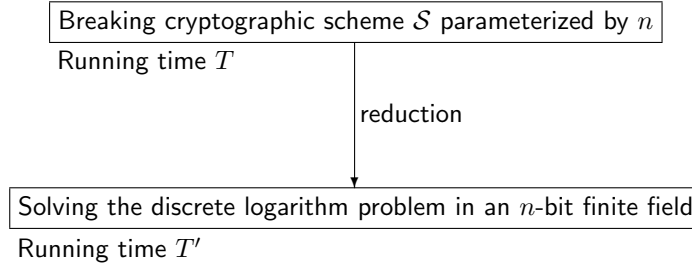 Breaking cryptographic scheme 𝒮 parameterized by n
Running time T
reduction
Solving the discrete logarithm problem in an n-bit finite field
Running time T′